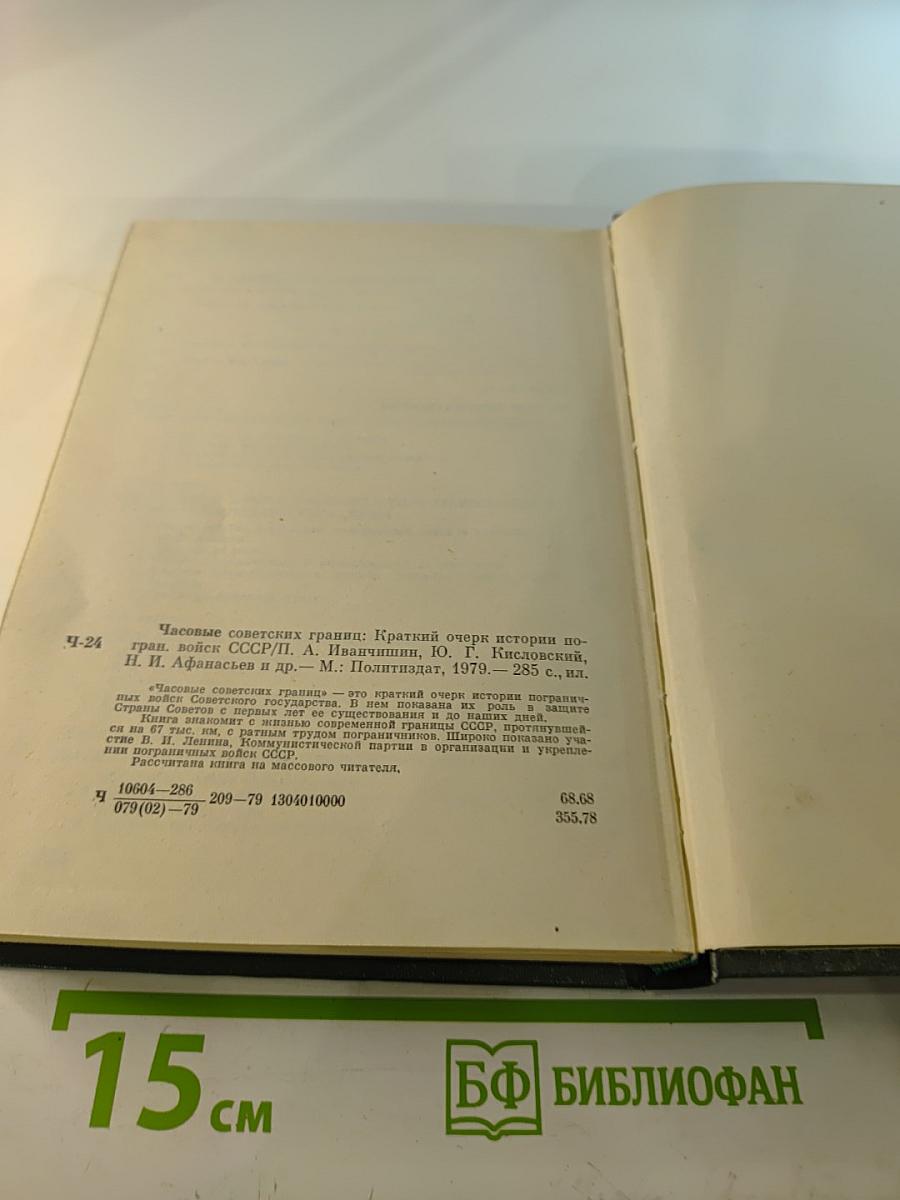 Ч-24
Часовые советских границ: Краткий очерк истории по-
гран. войск СССР/П. А. Иванчишин, Ю. Г. Кисловский,
Н. И. Афанасьев и др.— М.: Политиздат, 1979.— 285 с., ил.
«Часовые советских границ» — это краткий очерк истории погранич-
ных войск Советского государства. В нем показана их роль в защите
Страны Советов с первых лет ее существования и до наших дней.
Книга знакомит с жизнью современной границы СССР, протянувшей-
ся на 67 тыс. км, с ратным трудом пограничников. Широко показано уча-
стие В. И. Ленина, Коммунистической партии в организации и укрепле-
нии пограничных войск СССР.
Рассчитана книга на массового читателя.
Ч 10604—286 209—79 1304010000 68.68
079(02)—79 355.78
15 см
БФ БИБЛИОФАН